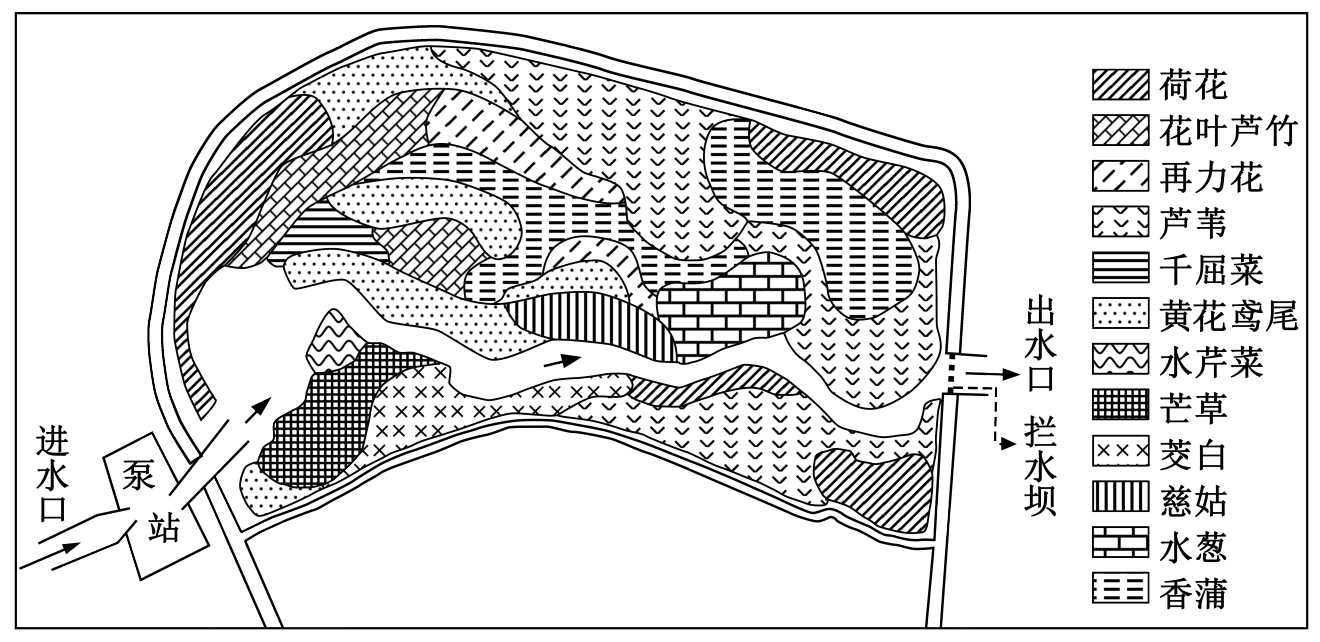 荷花
花叶芦竹
再力花
芦苇
千屈菜
黄花鸢尾
水芹菜
芒草
茭白
慈姑
水葱
香蒲
出水口
拦水坝
进水口
泵
站